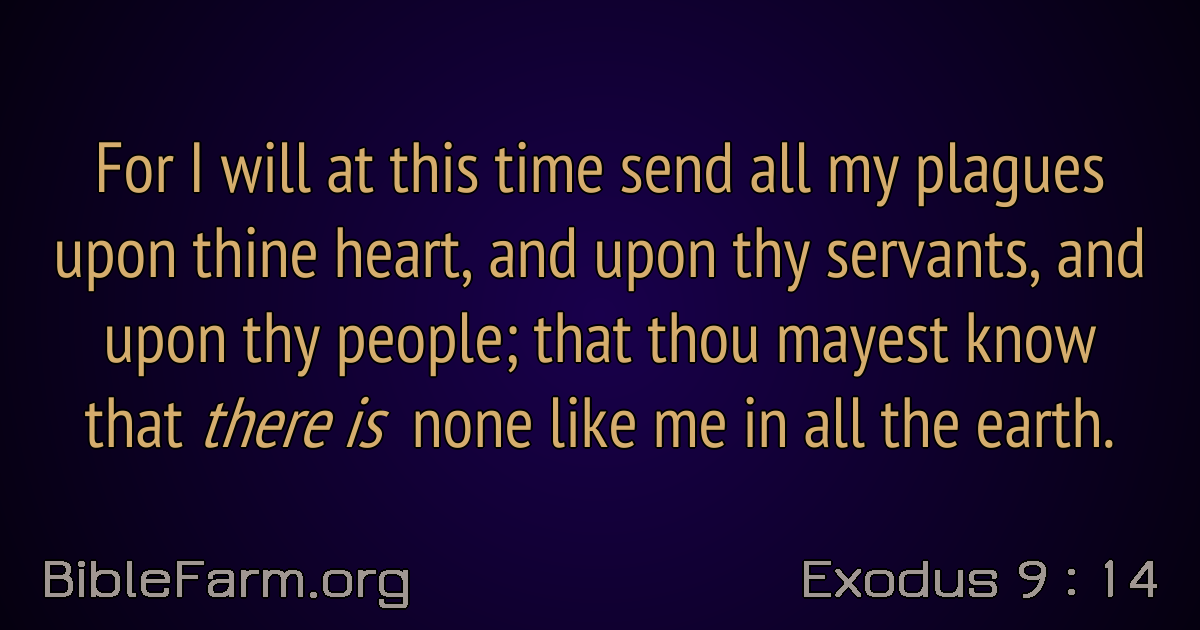 For I will at this time send all my plagues
upon thine heart, and upon thy servants, and
upon thy people; that thou mayest know
that there is none like me in all the earth.
BibleFarm.org
Exodus 9 : 14